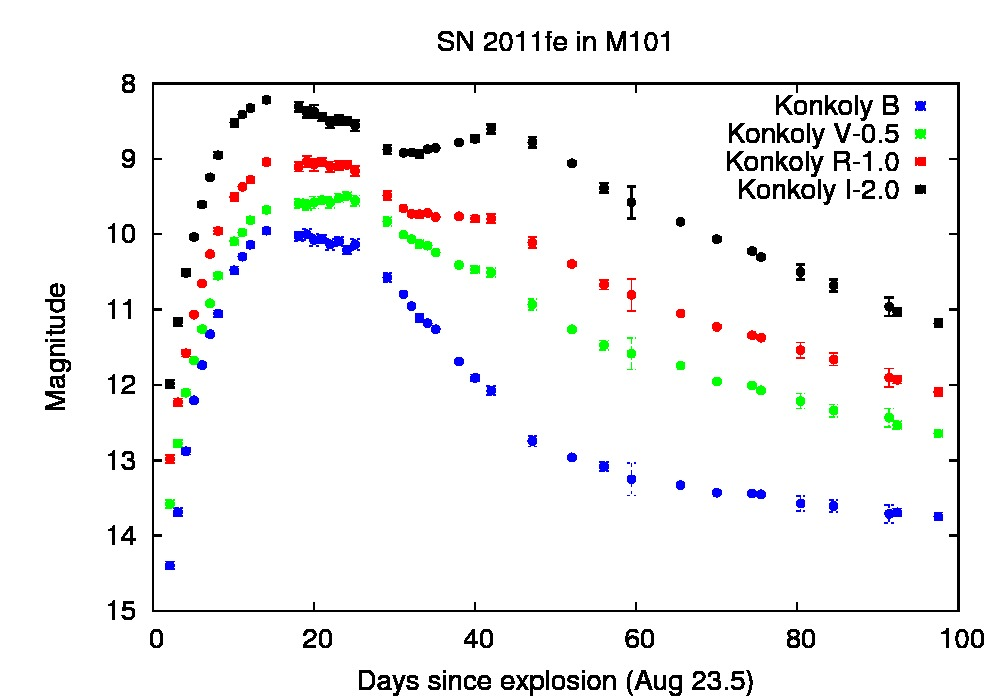 SN 2011fe in M101
Konkoly B
Konkoly V-0.5
Konkoly R-1.0
Konkoly I-2.0
8
9
10
11
12
13
14
15
Magnitude
0 20 40 60 80 100
Days since explosion (Aug 23.5)